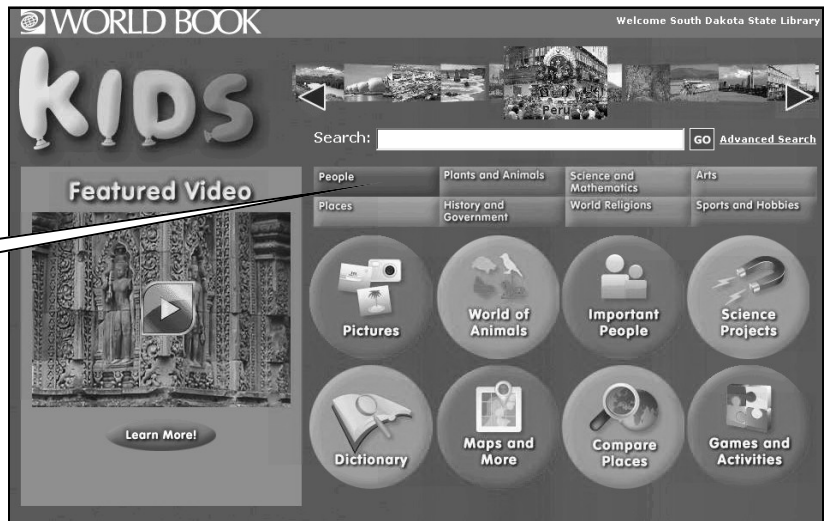 WORLD BOOK
Welcome South Dakota State Library
KIDS
Peru
Search:
GO Advanced Search
Featured Video
People
Plants and Animals
Science and
Mathematics
Arts
Places
History and
Government
World Religions
Sports and Hobbies
Pictures
World of
Animals
Important
People
Science
Projects
Learn More!
Dictionary
Maps and
More
Compare
Places
Games and
Activities